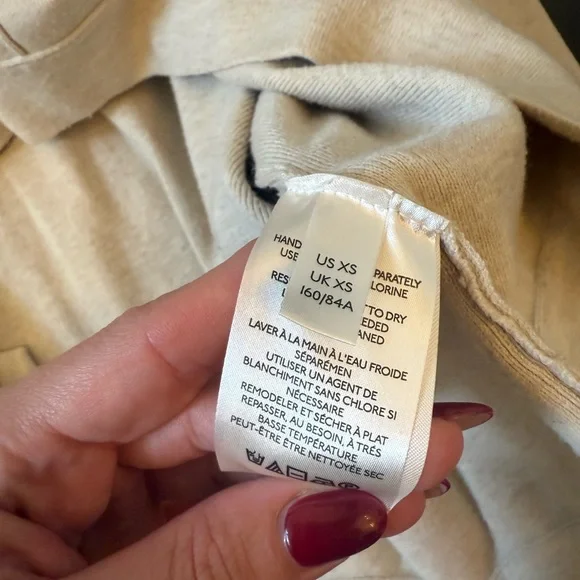 US XS
UK XS
160/84A
HAND PARATELY
USE LORINE
RES
TO DRY
EDED
ANED
LAVER À LA MAIN À L'EAU FROIDE
SÉPARÉMEN
UTILISER UN AGENT DE
BLANCHIMENT SANS CHLORE SI
NÉCESSAIRE
REMODELER ET SÉCHER À PLAT
REPASSER, AU BESOIN, À TRÉS
BASSE TEMPÉRATURE
PEUT-ÊTRE ÊTRE NETTOYÉE SEC